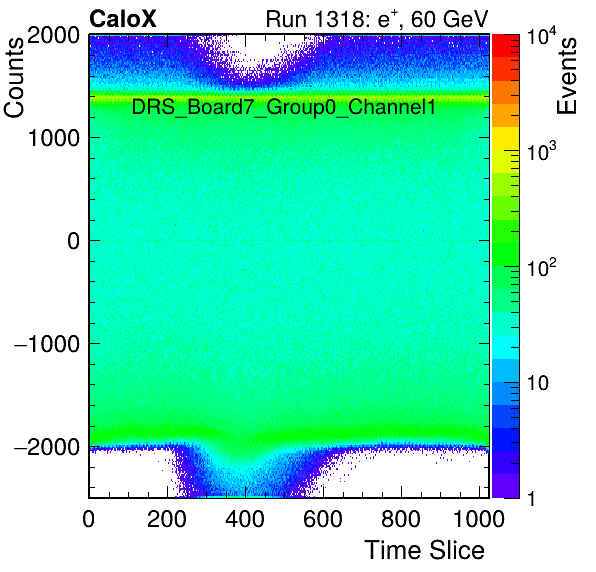 CaloX Run 1318: e+, 60 GeV
Counts
Events
DRS_Board7_Group0_Channel1
2000
1000
0
−1000
−2000
0 200 400 600 800 1000
Time Slice
10^4
10^3
10^2
10
1